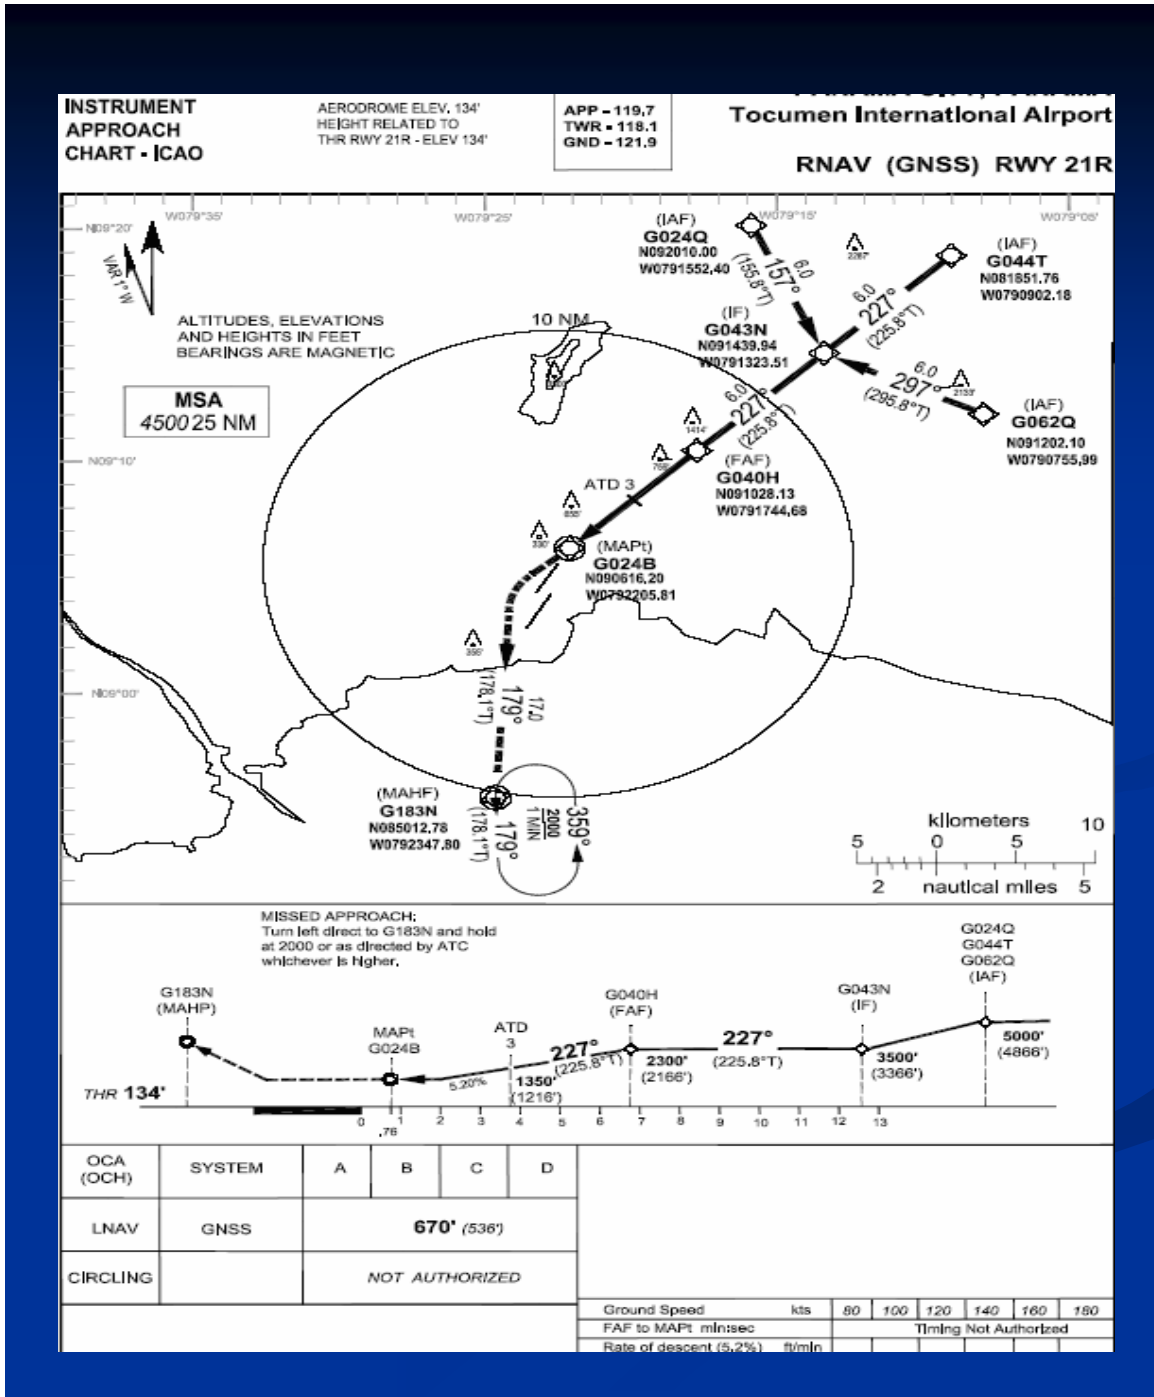 INSTRUMENT
APPROACH
CHART - ICAO
AERODROME ELEV. 134'
HEIGHT RELATED TO
THR RWY 21R - ELEV 134'
APP - 119,7
TWR - 118.1
GND - 121.9
Tocumen International Airport
RNAV (GNSS) RWY 21R
W079°35'
W079°25'
W079°15'
W079°05'
N09°20'
N09°10'
N09°00'
VAR 1° W
ALTITUDES, ELEVATIONS
AND HEIGHTS IN FEET
BEARINGS ARE MAGNETIC
MSA
4500 25 NM
10 NM
(IAF)
G024Q
N092010.00
W0791552,40
6.0
157°
(155.8°T)
2267'
(IAF)
G044T
N081851.76
W0790902.18
6.0
227°
(225.8°T)
(IF)
G043N
N091439.94
W0791323.51
6.0
297°
(295.8°T)
2133'
(IAF)
G062Q
N091202.10
W0790755,99
6.0
227°
(225.8°T)
1414'
(FAF)
G040H
N091028.13
W0791744,68
ATD 3
(MAPt)
G024B
N090616,20
W0792205.81
17.0
179°
(178.1°T)
(MAHF)
G183N
N085012,78
W0792347.80
179°
(178.1°T)
2000
1 MIN
359°
kilometers
5 0 5 10
2 nautical miles 5
MISSED APPROACH:
Turn left direct to G183N and hold
at 2000 or as directed by ATC
whichever is higher.
G183N
(MAHP)
MAPt
G024B
ATD
3
G040H
(FAF)
G043N
(IF)
G024Q
G044T
G062Q
(IAF)
THR 134'
5.20%
1350'
(1216')
227°
(225.8°T)
2300'
(2166')
227°
(225.8°T)
3500'
(3366')
5000'
(4866')
0 1 2 3 4 5 6 7 8 9 10 11 12 13
,76
OCA
(OCH)
SYSTEM A B C D
LNAV GNSS 670' (536')
CIRCLING NOT AUTHORIZED
Ground Speed kts 80 100 120 140 160 180
FAF to MAPt min:sec Timing Not Authorized
Rate of descent (5.2%) ft/min